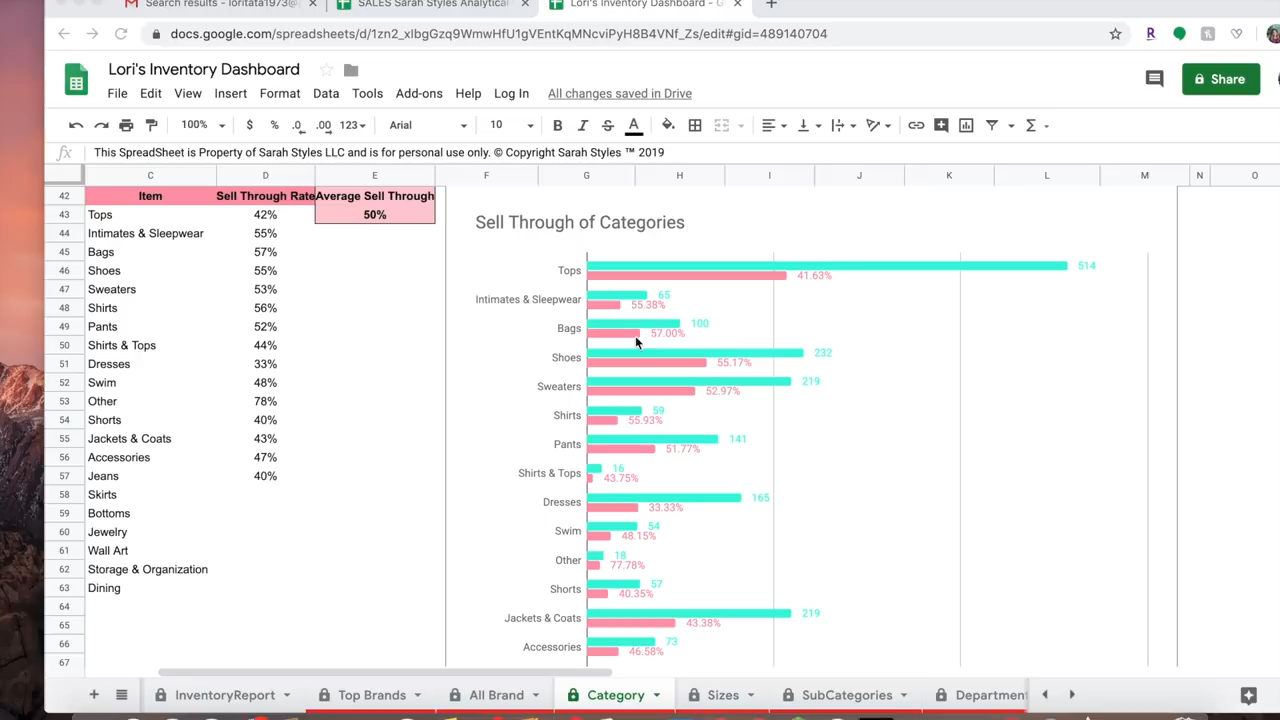 Search results - loritata1973@
SALES Sarah Styles Analytical
Lori's Inventory Dashboard - G
docs.google.com/spreadsheets/d/1zn2_xlbgGzq9WmwHfU1gVEntKqMNcviPyH8B4VNf_Zs/edit#gid=489140704
Lori's Inventory Dashboard
Share
File Edit View Insert Format Data Tools Add-ons Help Log In All changes saved in Drive
100% $ % .0 .00 123 Arial 10 B I S A
fx This SpreadSheet is Property of Sarah Styles LLC and is for personal use only. © Copyright Sarah Styles ™ 2019
C D E F G H I J K L M N O
42 Item Sell Through Rate Average Sell Through
43 Tops 42% 50%
44 Intimates & Sleepwear 55%
45 Bags 57%
46 Shoes 55%
47 Sweaters 53%
48 Shirts 56%
49 Pants 52%
50 Shirts & Tops 44%
51 Dresses 33%
52 Swim 48%
53 Other 78%
54 Shorts 40%
55 Jackets & Coats 43%
56 Accessories 47%
57 Jeans 40%
58 Skirts
59 Bottoms
60 Jewelry
61 Wall Art
62 Storage & Organization
63 Dining
64
65
66
67
Sell Through of Categories
Tops 514
41.63%
Intimates & Sleepwear 65
55.38%
Bags 100
57.00%
Shoes 232
55.17%
Sweaters 219
52.97%
Shirts 59
55.93%
Pants 141
51.77%
Shirts & Tops 16
43.75%
Dresses 165
33.33%
Swim 54
48.15%
Other 18
77.78%
Shorts 57
40.35%
Jackets & Coats 219
43.38%
Accessories 73
46.58%
InventoryReport Top Brands All Brand Category Sizes SubCategories Department